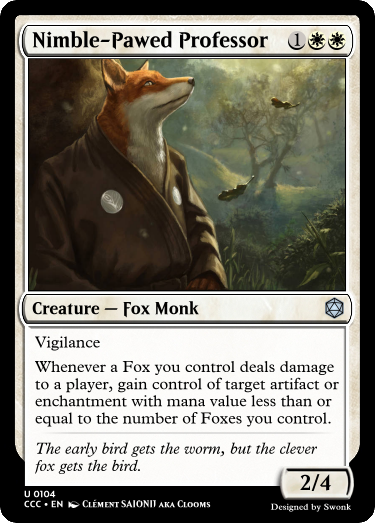 Nimble-Pawed Professor 1
Creature — Fox Monk
Vigilance
Whenever a Fox you control deals damage
to a player, gain control of target artifact or
enchantment with mana value less than or
equal to the number of Foxes you control.
The early bird gets the worm, but the clever
fox gets the bird.
2/4
U 0104
CCC • EN Clément SAIONJI aka Clooms
Designed by Swonk